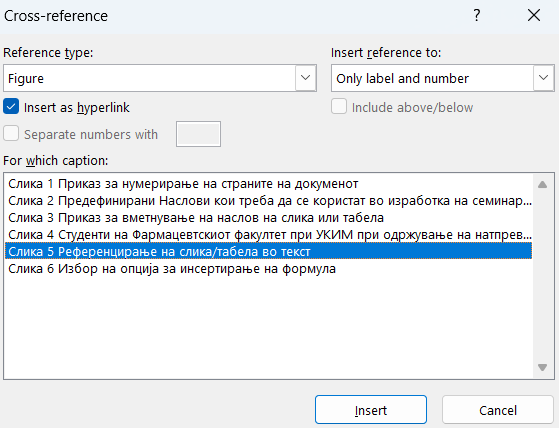 Cross-reference ?
Reference type: Insert reference to:
Figure Only label and number
Insert as hyperlink Include above/below
Separate numbers with
For which caption:
Слика 1 Приказ за нумерирање на страните на документот
Слика 2 Предефинирани Наслови кои треба да се користат во изработка на семинар...
Слика 3 Приказ за вметнување на наслов на слика или табела
Слика 4 Студенти на Фармацевтскиот факултет при УКИМ при одржување на натпрев...
Слика 5 Референцирање на слика/табела во текст
Слика 6 Избор на опција за инсертирање на формула
Insert Cancel